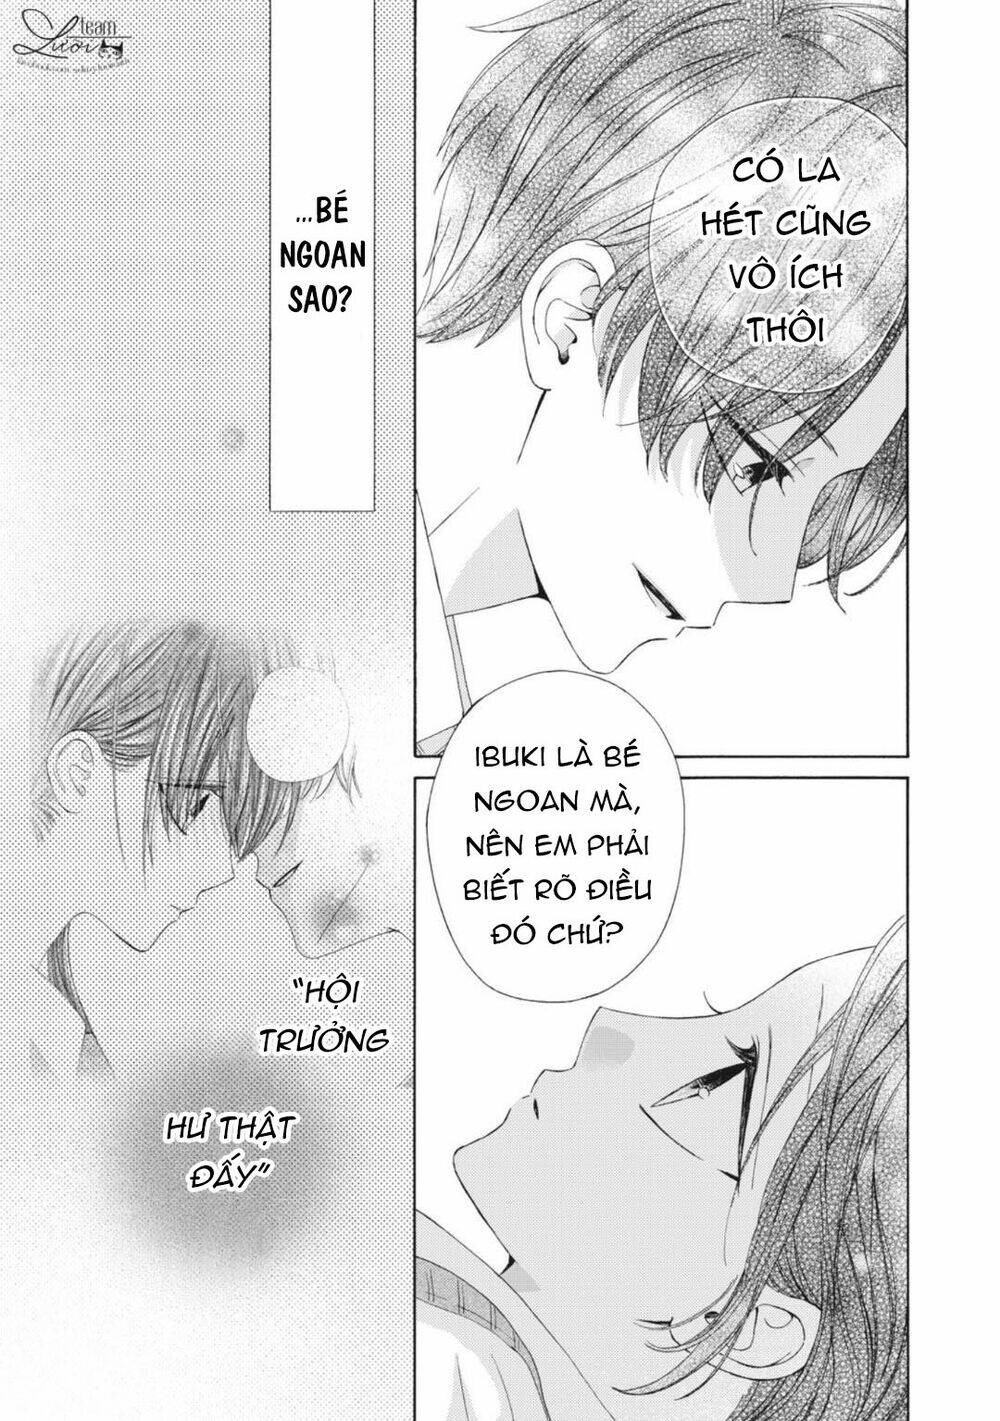 CÓ LA
HÉT CŨNG
VÔ ÍCH
THÔI
IBUKI LÀ BÉ
NGOAN MÀ,
NÊN EM PHẢI
BIẾT RÕ ĐIỀU
ĐÓ CHỨ?
...BÉ
NGOAN
SAO?
"HỘI
TRƯỞNG
HƯ THẬT
ĐẤY"
team
Lười